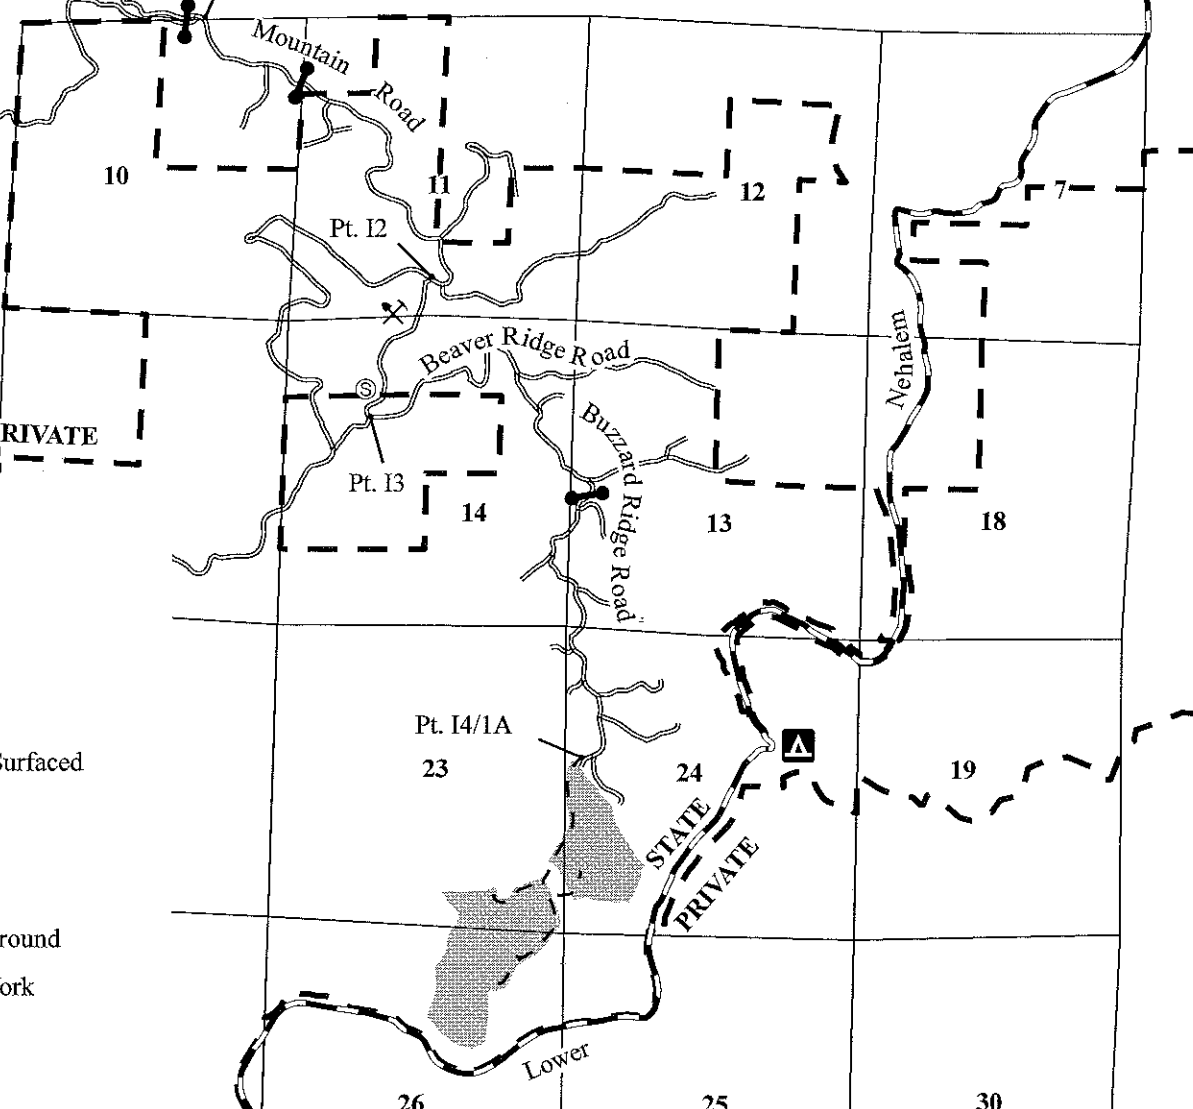 Mountain
Road
10
11
12
7
Pt. I2
Nehalem
Beaver Ridge Road
S
Buzzard Ridge Road
RIVATE
Pt. I3
14
13
18
Pt. I4/1A
Surfaced
23
24
19
STATE
PRIVATE
round
ork
Lower
26
25
30